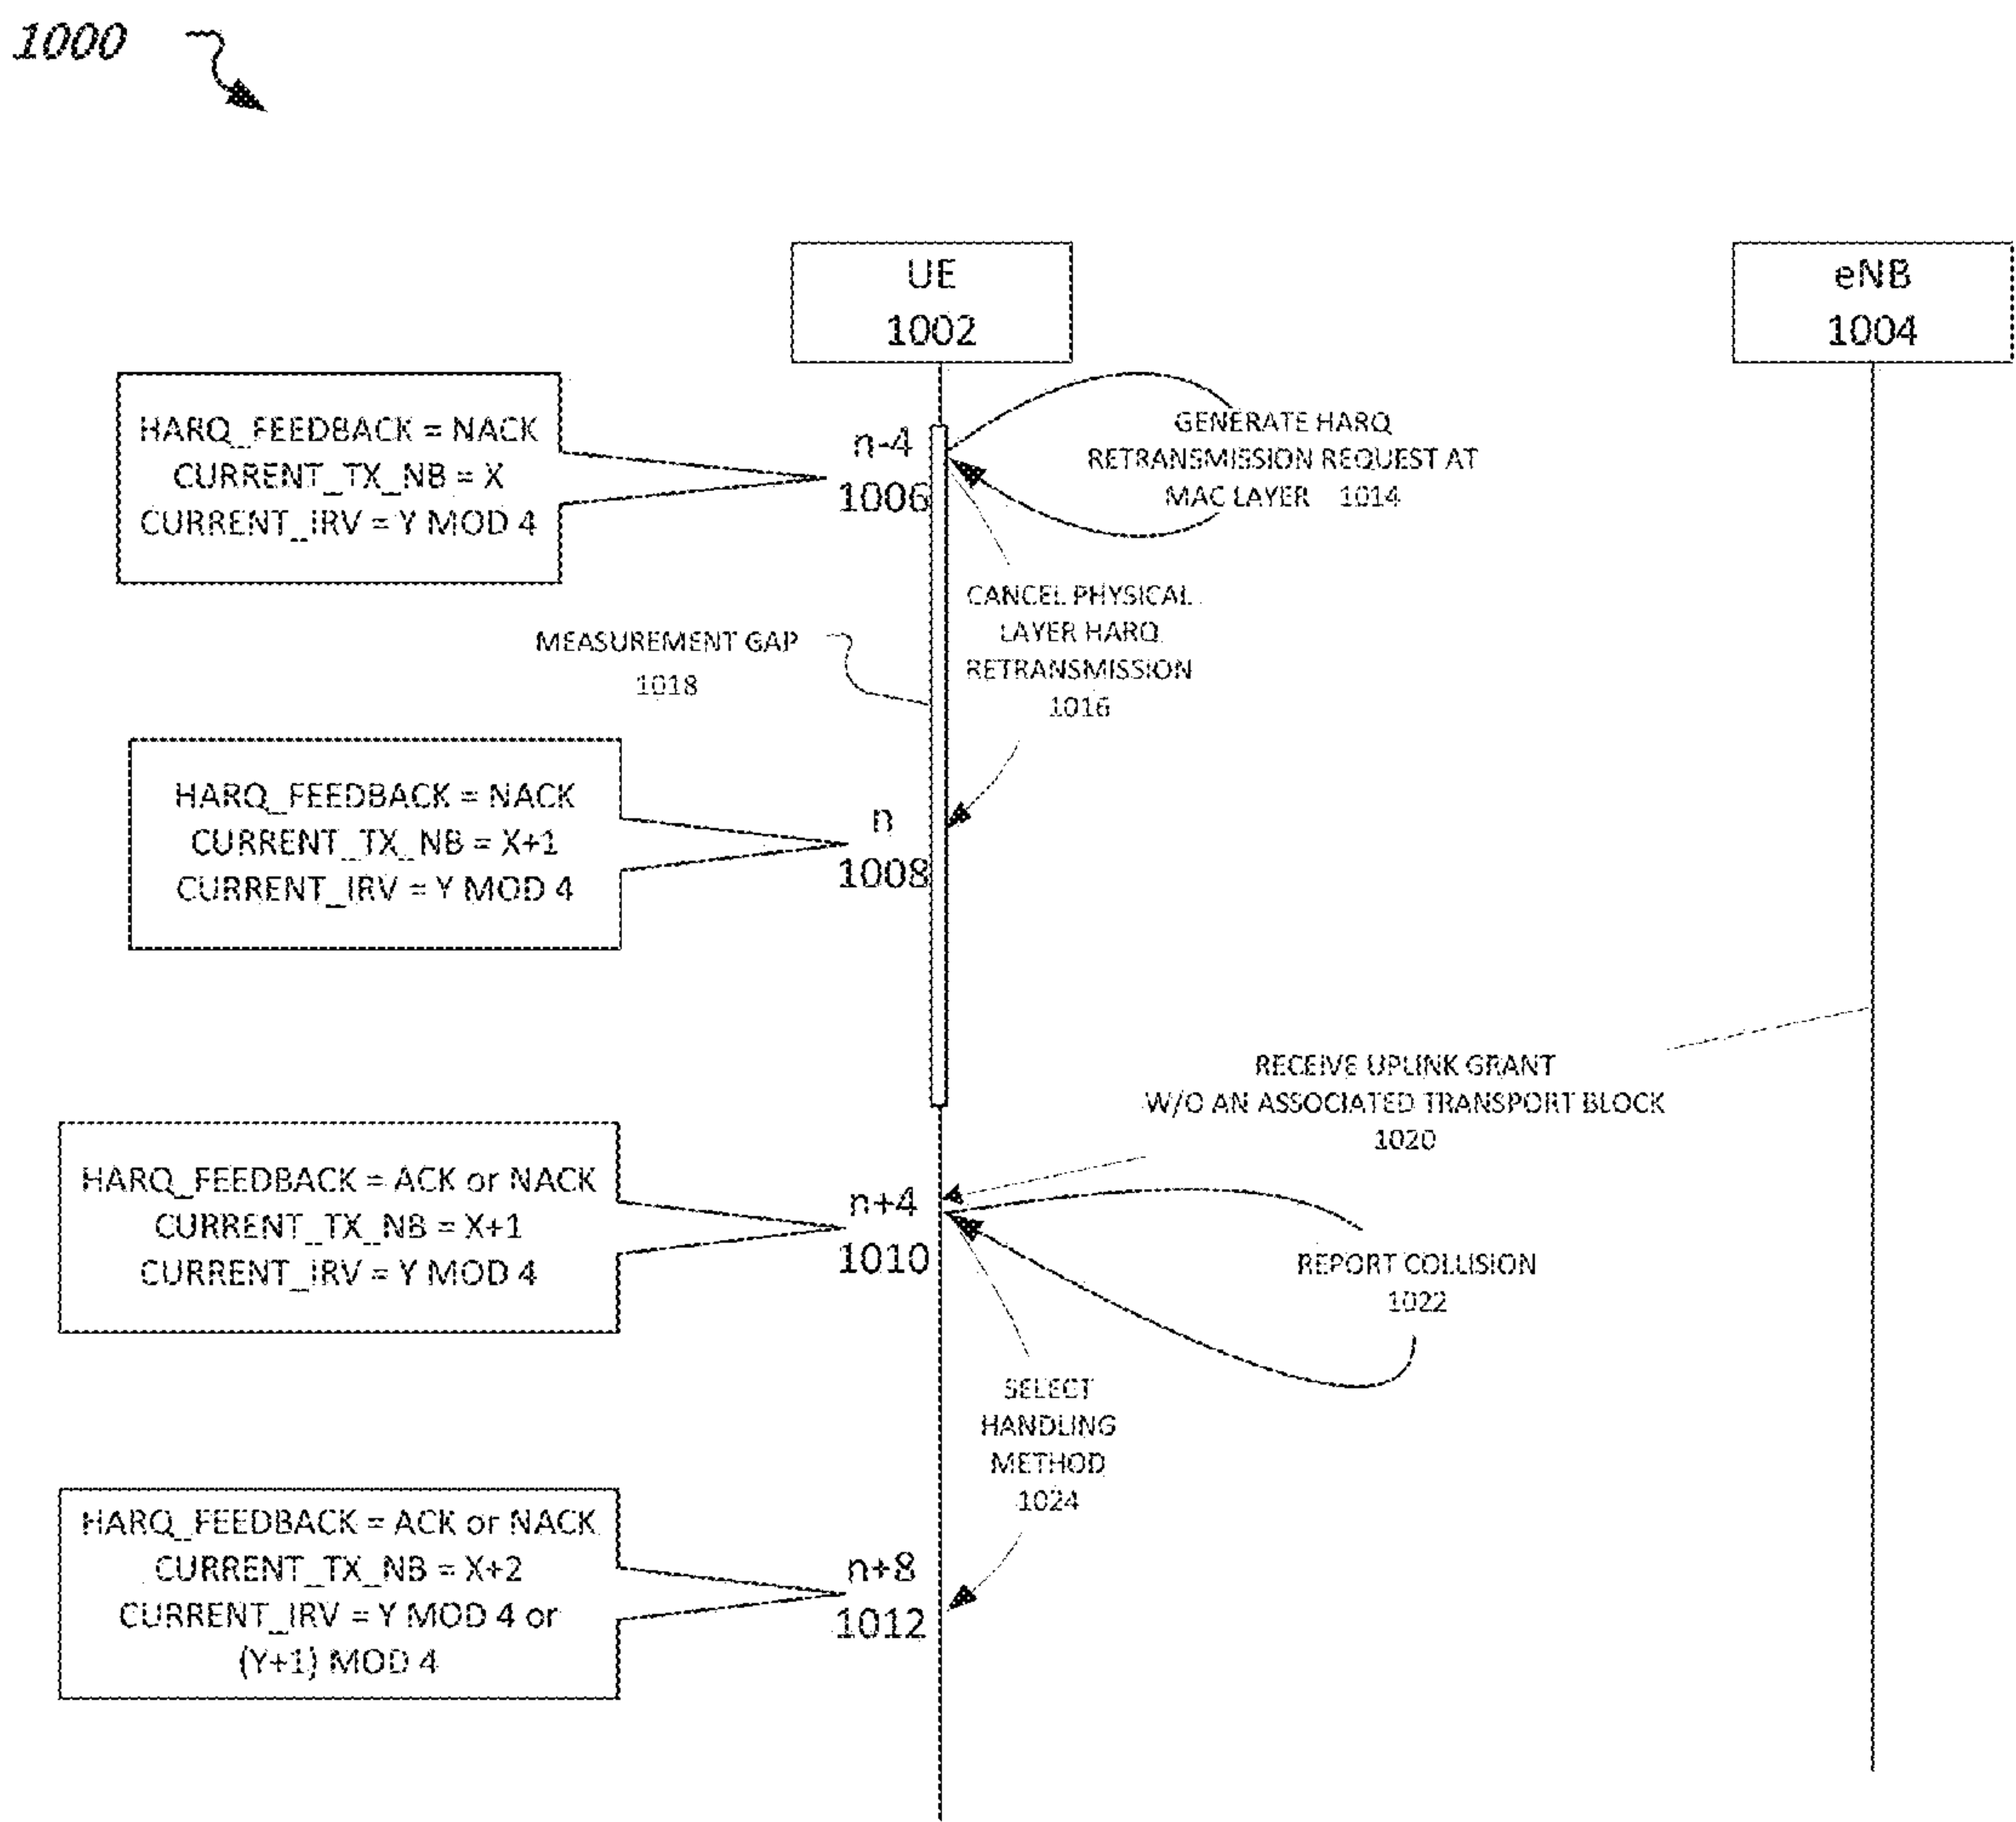 1000
UE
1002
eNB
1004
HARQ_FEEDBACK = NACK
CURRENT_TX_NB = X
CURRENT_IRV = Y MOD 4
n-4
1006
GENERATE HARQ
RETRANSMISSION REQUEST AT
MAC LAYER 1014
CANCEL PHYSICAL
LAYER HARQ
RETRANSMISSION
1016
MEASUREMENT GAP
1018
HARQ_FEEDBACK = NACK
CURRENT_TX_NB = X+1
CURRENT_IRV = Y MOD 4
n
1008
RECEIVE UPLINK GRANT
W/O AN ASSOCIATED TRANSPORT BLOCK
1020
HARQ_FEEDBACK = ACK or NACK
CURRENT_TX_NB = X+1
CURRENT_IRV = Y MOD 4
n+4
1010
REPORT COLLISION
1022
SELECT
HANDLING
METHOD
1024
HARQ_FEEDBACK = ACK or NACK
CURRENT_TX_NB = X+2
CURRENT_IRV = Y MOD 4 or
(Y+1) MOD 4
n+8
1012